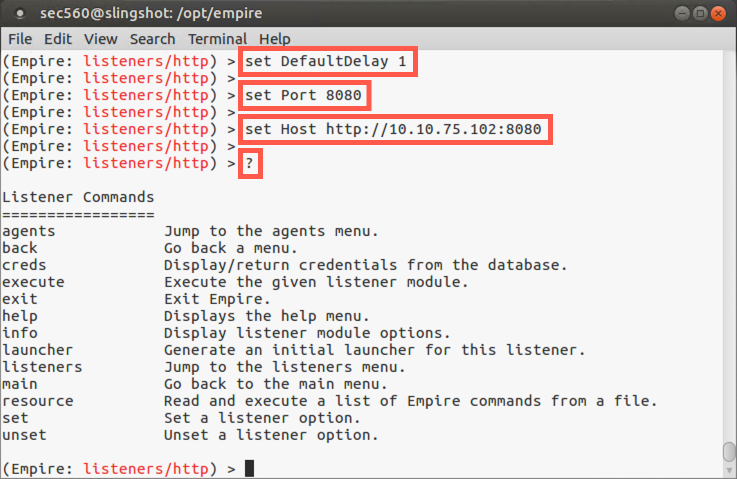 sec560@slingshot: /opt/empire
File Edit View Search Terminal Help
(Empire: listeners/http) > set DefaultDelay 1
(Empire: listeners/http) >
(Empire: listeners/http) > set Port 8080
(Empire: listeners/http) >
(Empire: listeners/http) > set Host http://10.10.75.102:8080
(Empire: listeners/http) >
(Empire: listeners/http) > ?
Listener Commands
=================
agents Jump to the agents menu.
back Go back a menu.
creds Display/return credentials from the database.
execute Execute the given listener module.
exit Exit Empire.
help Displays the help menu.
info Display listener module options.
launcher Generate an initial launcher for this listener.
listeners Jump to the listeners menu.
main Go back to the main menu.
resource Read and execute a list of Empire commands from a file.
set Set a listener option.
unset Unset a listener option.
(Empire: listeners/http) >